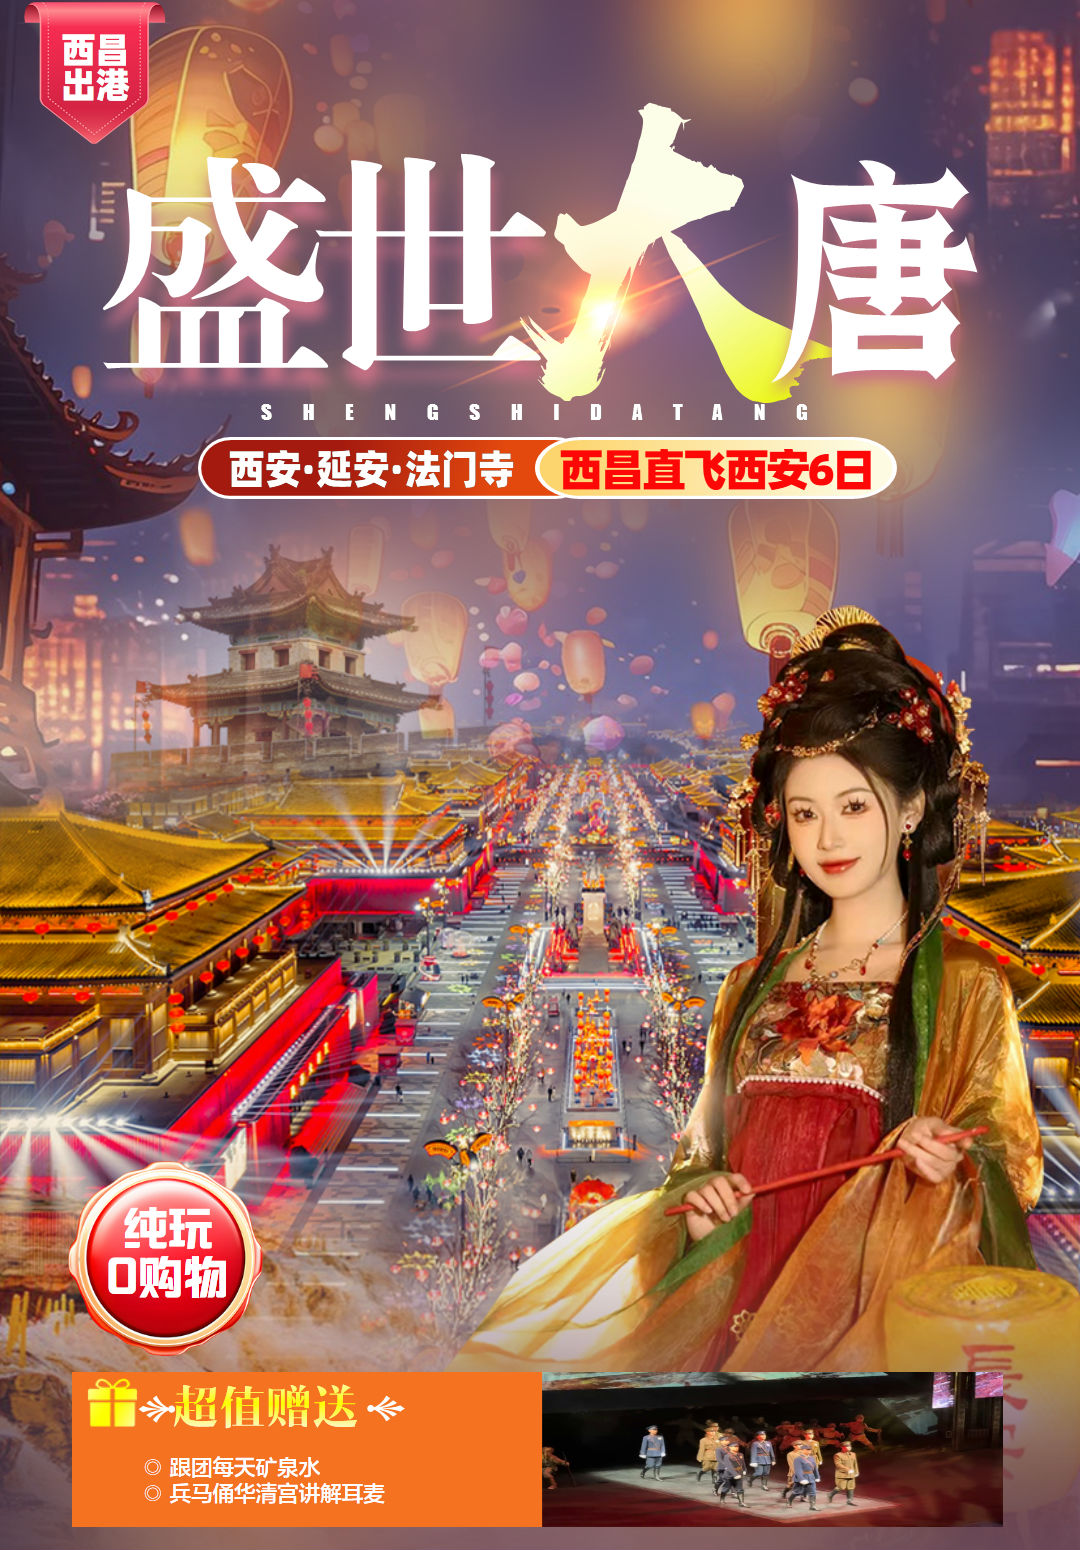 西昌
出港
盛世大唐
SHENGSHIDATANG
西安·延安·法门寺
西昌直飞西安6日
纯玩
0购物
超值赠送
◎ 跟团每天矿泉水
◎ 兵马俑华清宫讲解耳麦